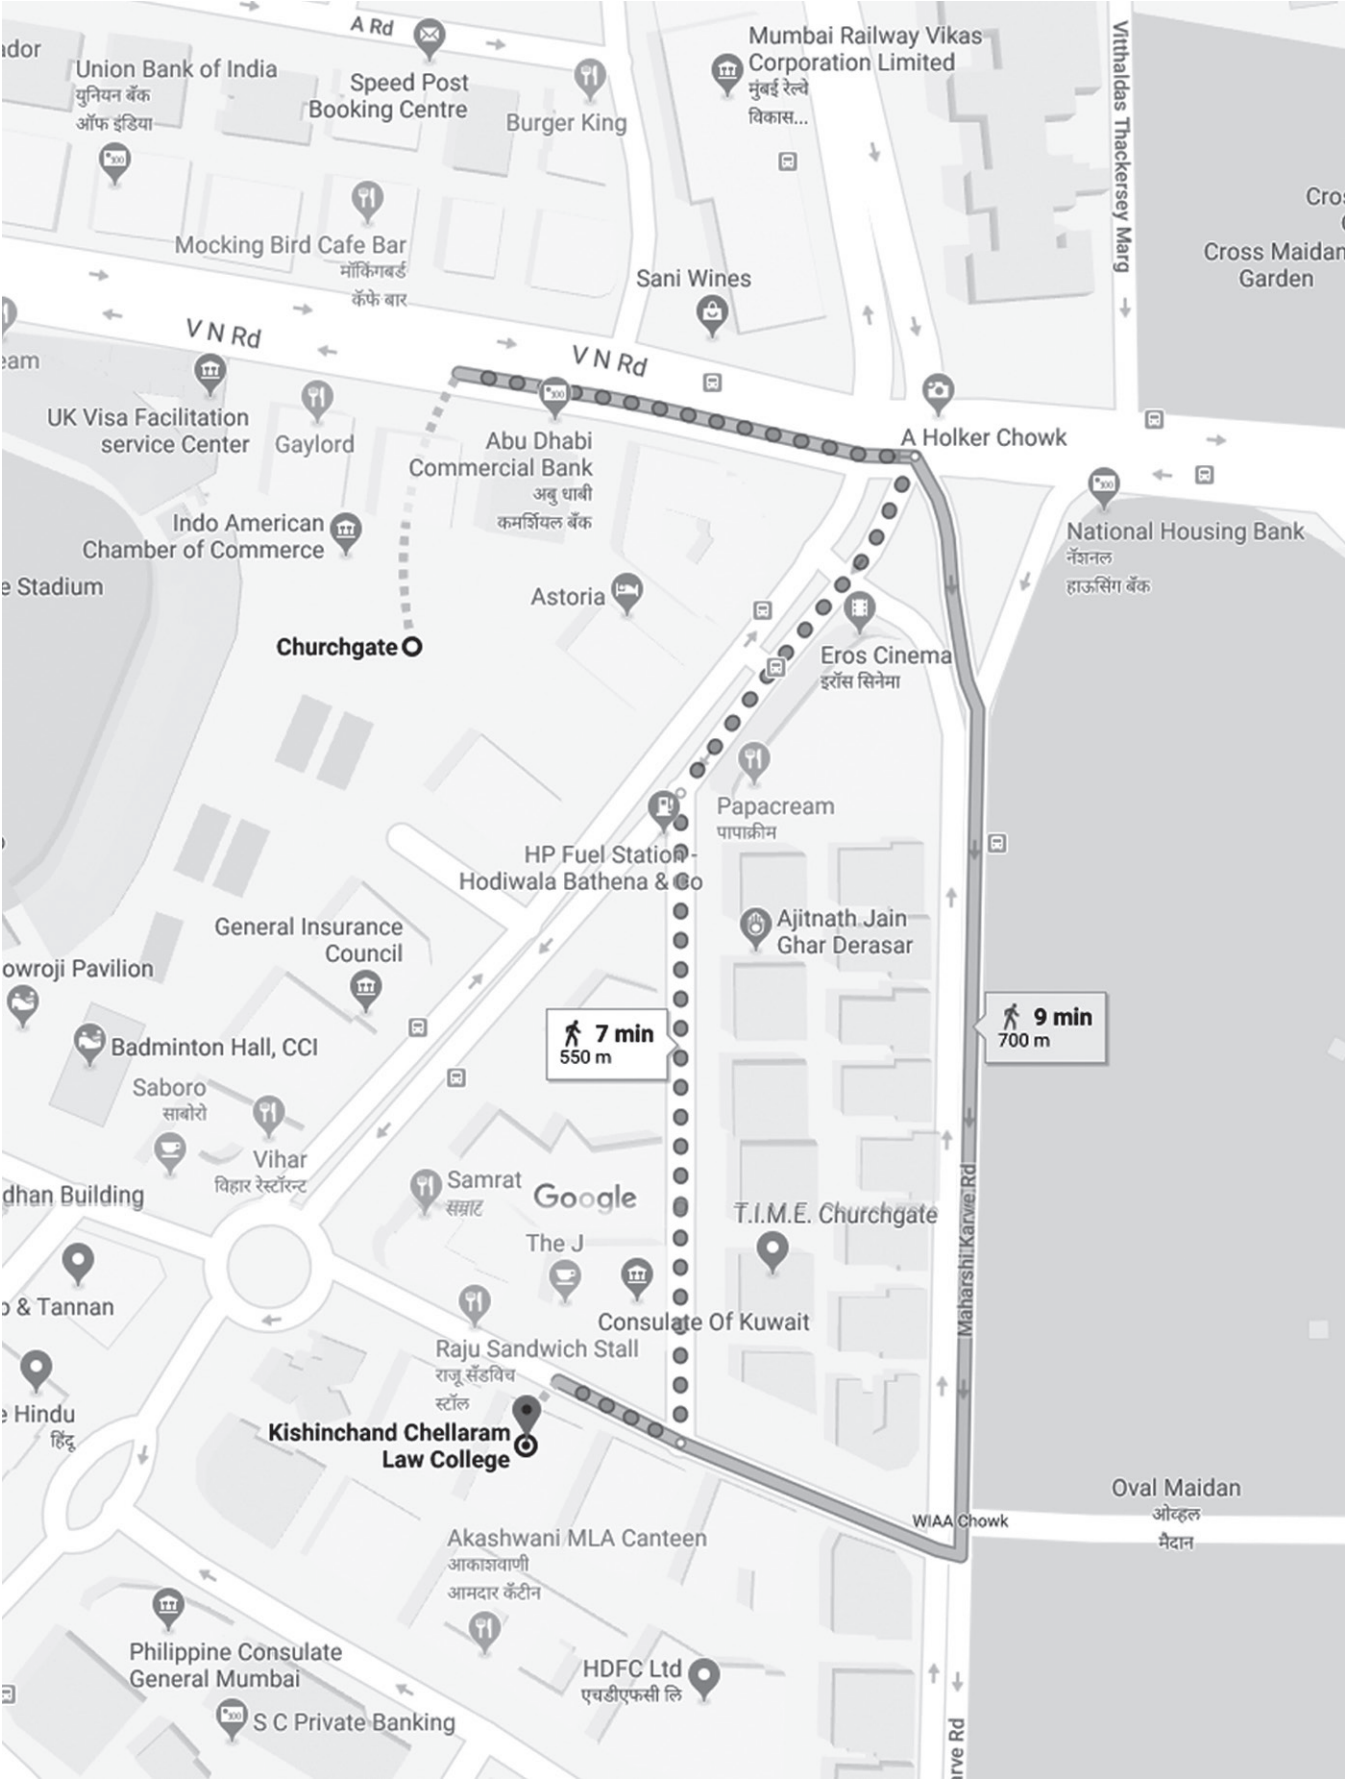 A Rd
Speed Post
Booking Centre
Mumbai Railway Vikas
Corporation Limited
मुंबई रेल्वे
विकास...
Vitthaldas Thackersey Marg
ador
Union Bank of India
युनियन बँक
ऑफ इंडिया
Burger King
Mocking Bird Cafe Bar
मॉकिंगबर्ड
कॅफे बार
Cross Maidan
Garden
Sani Wines
V N Rd
V N Rd
eam
UK Visa Facilitation
service Center
Gaylord
Abu Dhabi
Commercial Bank
अबु धाबी
कमर्शियल बँक
A Holker Chowk
Indo American
Chamber of Commerce
National Housing Bank
नॅशनल
हाऊसिंग बँक
e Stadium
Astoria
Churchgate
Eros Cinema
इरॉस सिनेमा
Papacream
पापाक्रीम
HP Fuel Station -
Hodiwala Bathena & Co
General Insurance
Council
Ajitnath Jain
Ghar Derasar
owroji Pavilion
7 min
550 m
9 min
700 m
Badminton Hall, CCI
Saboro
साबोरो
Vihar
विहार रेस्टॉरन्ट
dhan Building
Samrat
सम्राट
Google
T.I.M.E. Churchgate
The J
Maharshi Karve Rd
o & Tannan
Consulate Of Kuwait
Raju Sandwich Stall
राजू सँडविच
स्टॉल
e Hindu
हिंदू
Kishinchand Chellaram
Law College
Oval Maidan
ओव्हल
मैदान
WIAA Chowk
Akashwani MLA Canteen
आकाशवाणी
आमदार कॅटीन
Philippine Consulate
General Mumbai
HDFC Ltd
एचडीएफसी लि
S C Private Banking
arve Rd